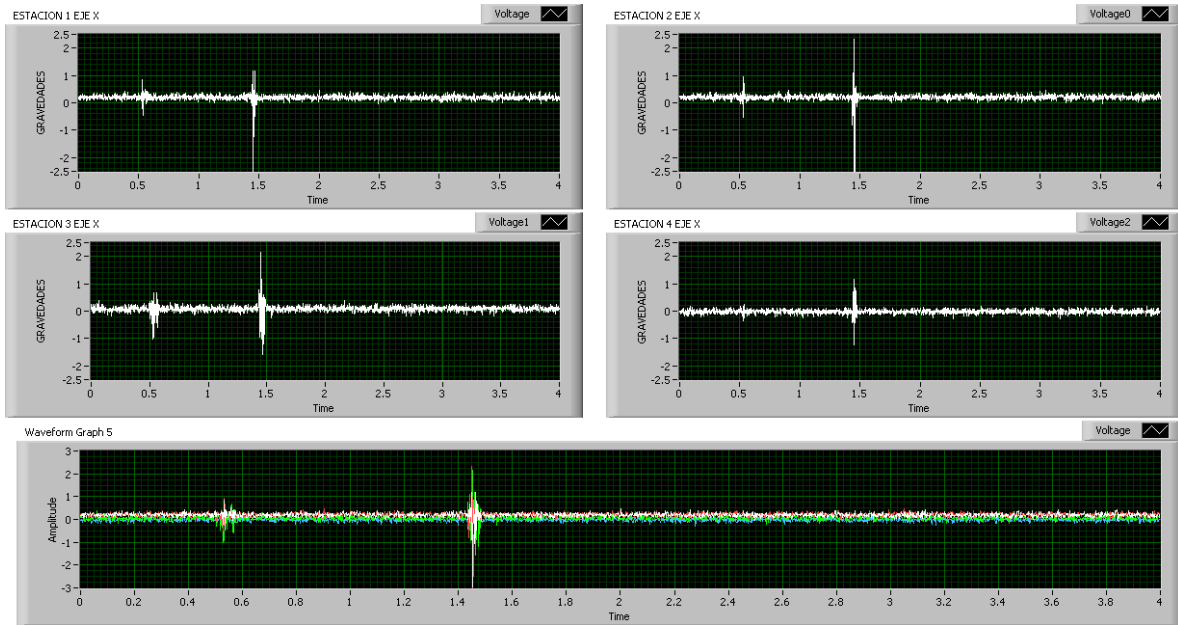 ESTACION 1 EJE X
Voltage
GRAVEDADES
2.5
2
1
0
-1
-2
-2.5
0 0.5 1 1.5 2 2.5 3 3.5 4
Time
ESTACION 2 EJE X
Voltage0
GRAVEDADES
2.5
2
1
0
-1
-2
-2.5
0 0.5 1 1.5 2 2.5 3 3.5 4
Time
ESTACION 3 EJE X
Voltage1
GRAVEDADES
2.5
2
1
0
-1
-2
-2.5
0 0.5 1 1.5 2 2.5 3 3.5 4
Time
ESTACION 4 EJE X
Voltage2
GRAVEDADES
2.5
2
1
0
-1
-2
-2.5
0 0.5 1 1.5 2 2.5 3 3.5 4
Time
Waveform Graph 5
Voltage
Amplitude
3
2
1
0
-1
-2
-3
0 0.2 0.4 0.6 0.8 1 1.2 1.4 1.6 1.8 2 2.2 2.4 2.6 2.8 3 3.2 3.4 3.6 3.8 4
Time